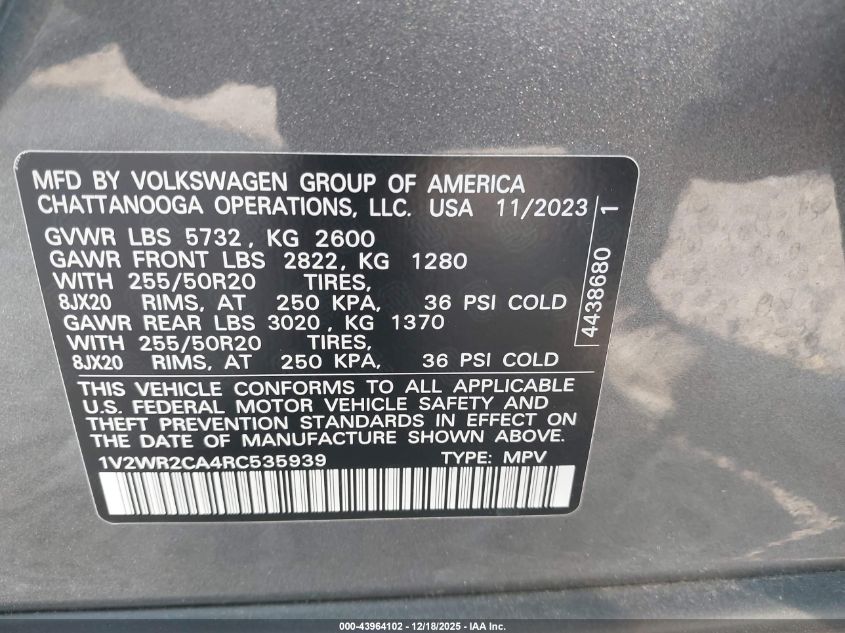 MFD BY VOLKSWAGEN GROUP OF AMERICA
CHATTANOOGA OPERATIONS, LLC. USA 11/2023
GVWR LBS 5732, KG 2600
GAWR FRONT LBS 2822, KG 1280
WITH 255/50R20 TIRES,
8JX20 RIMS, AT 250 KPA, 36 PSI COLD
GAWR REAR LBS 3020, KG 1370
WITH 255/50R20 TIRES,
8JX20 RIMS, AT 250 KPA, 36 PSI COLD
THIS VEHICLE CONFORMS TO ALL APPLICABLE
U.S. FEDERAL MOTOR VEHICLE SAFETY AND
THEFT PREVENTION STANDARDS IN EFFECT ON
THE DATE OF MANUFACTURE SHOWN ABOVE.
1V2WR2CA4RC535939 TYPE: MPV
4438680 1
000-43964102 - 12/18/2025 - IAA Inc.